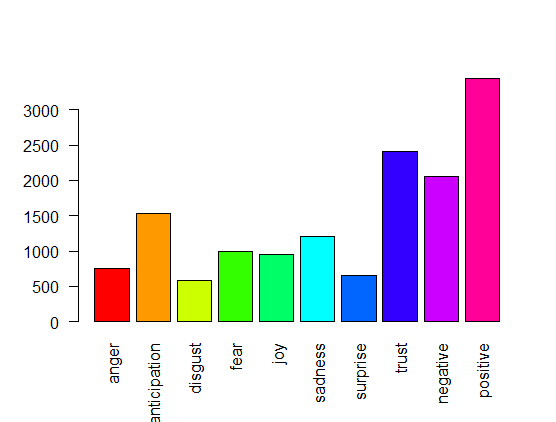 3000
2500
2000
1500
1000
500
0
anger
anticipation
disgust
fear
joy
sadness
surprise
trust
negative
positive